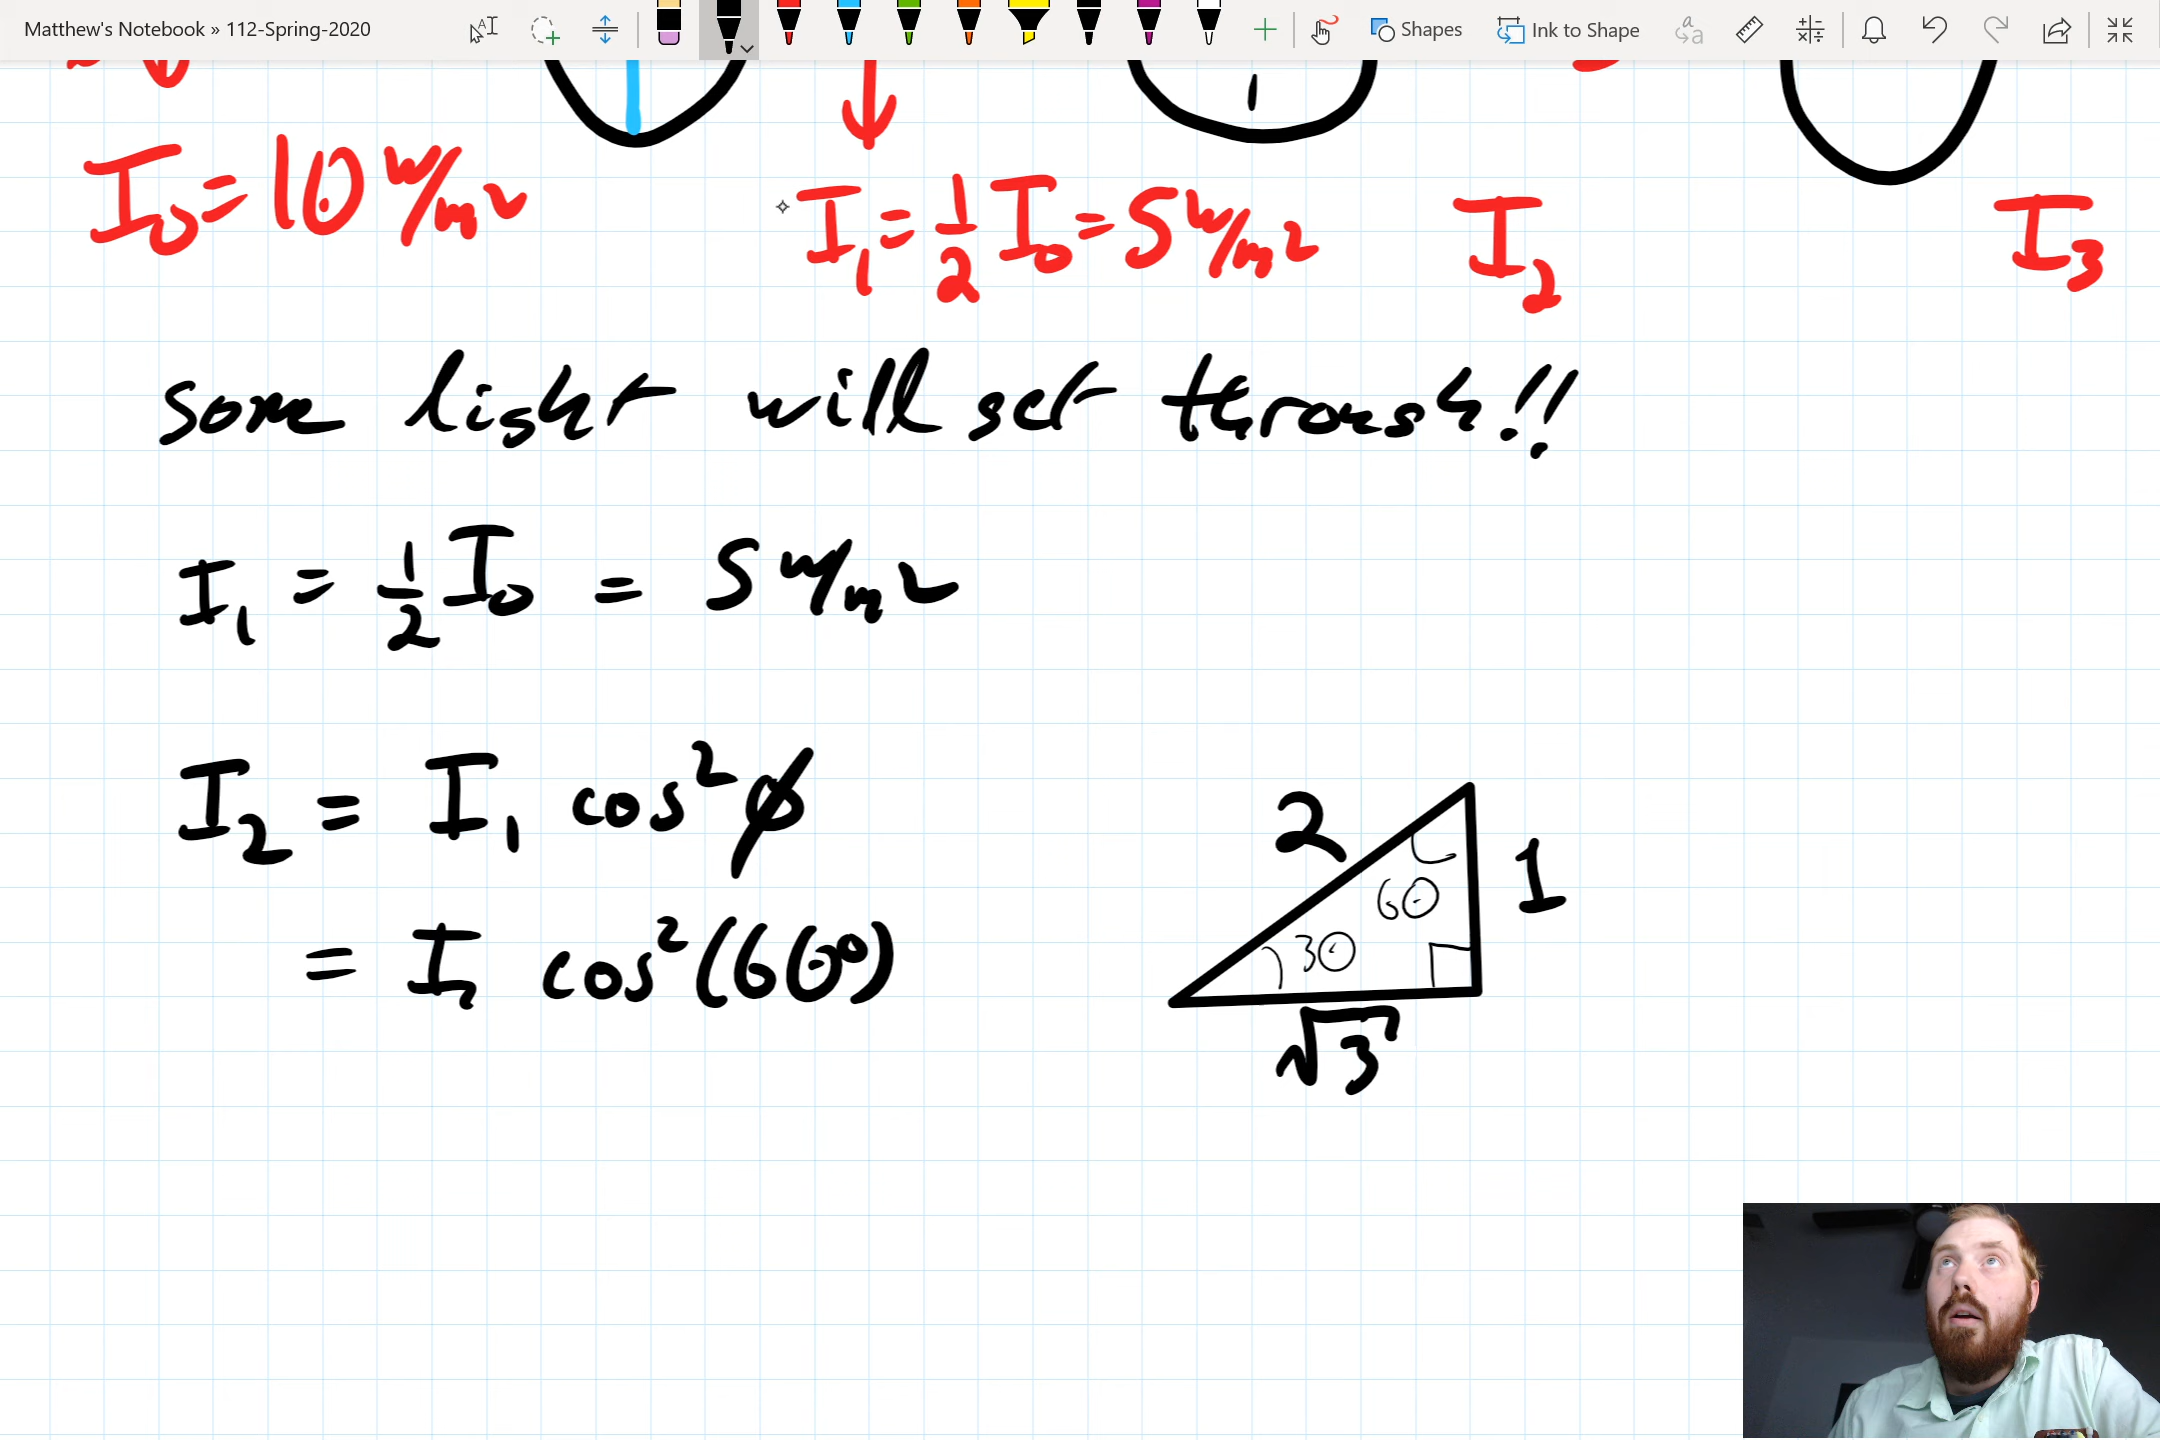 Matthew's Notebook » 112-Spring-2020
Shapes
Ink to Shape
I₀ = 10 W/m²
I₁ = 1/2 I₀ = 5 W/m²
I₂
I₃
some light will get through!!
I₁ = 1/2 I₀ = 5 W/m²
I₂ = I₁ cos²ϕ
= I₁ cos²(60°)
2
1
60
30
√3